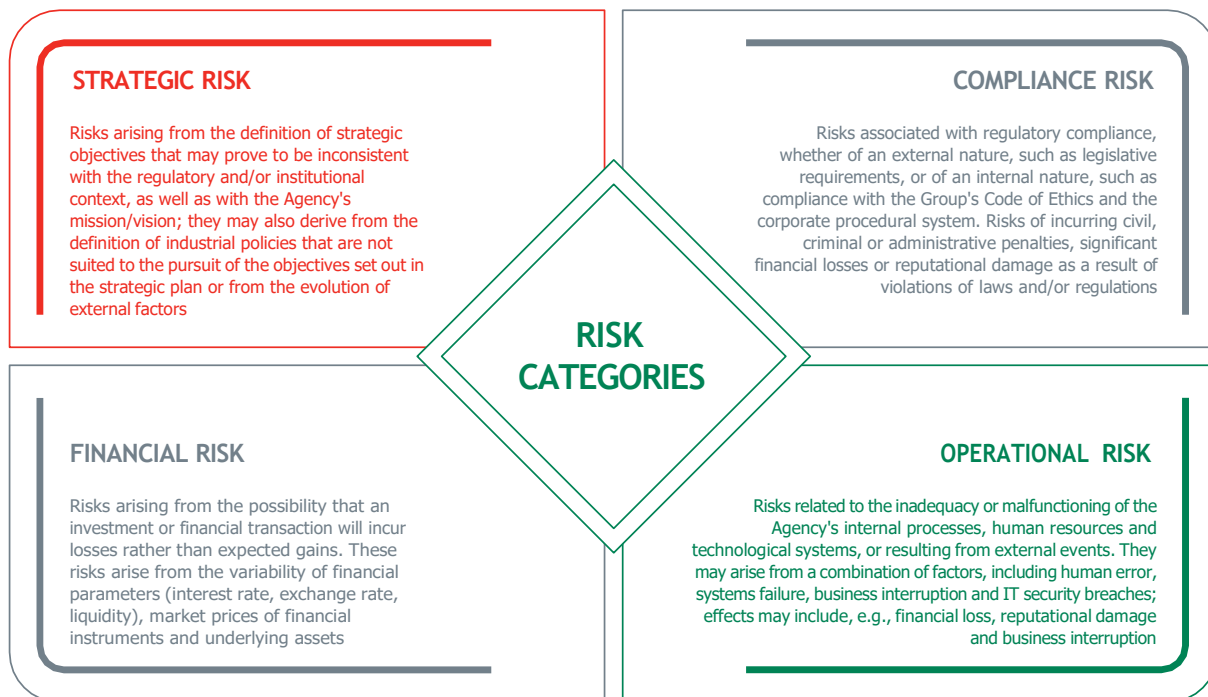 STRATEGIC RISK
Risks arising from the definition of strategic
objectives that may prove to be inconsistent
with the regulatory and/or institutional
context, as well as with the Agency's
mission/vision; they may also derive from the
definition of industrial policies that are not
suited to the pursuit of the objectives set out in
the strategic plan or from the evolution of
external factors
COMPLIANCE RISK
Risks associated with regulatory compliance,
whether of an external nature, such as legislative
requirements, or of an internal nature, such as
compliance with the Group's Code of Ethics and the
corporate procedural system. Risks of incurring civil,
criminal or administrative penalties, significant
financial losses or reputational damage as a result of
violations of laws and/or regulations
RISK
CATEGORIES
FINANCIAL RISK
Risks arising from the possibility that an
investment or financial transaction will incur
losses rather than expected gains. These
risks arise from the variability of financial
parameters (interest rate, exchange rate,
liquidity), market prices of financial
instruments and underlying assets
OPERATIONAL RISK
Risks related to the inadequacy or malfunctioning of the
Agency's internal processes, human resources and
technological systems, or resulting from external events. They
may arise from a combination of factors, including human error,
systems failure, business interruption and IT security breaches;
effects may include, e.g., financial loss, reputational damage
and business interruption